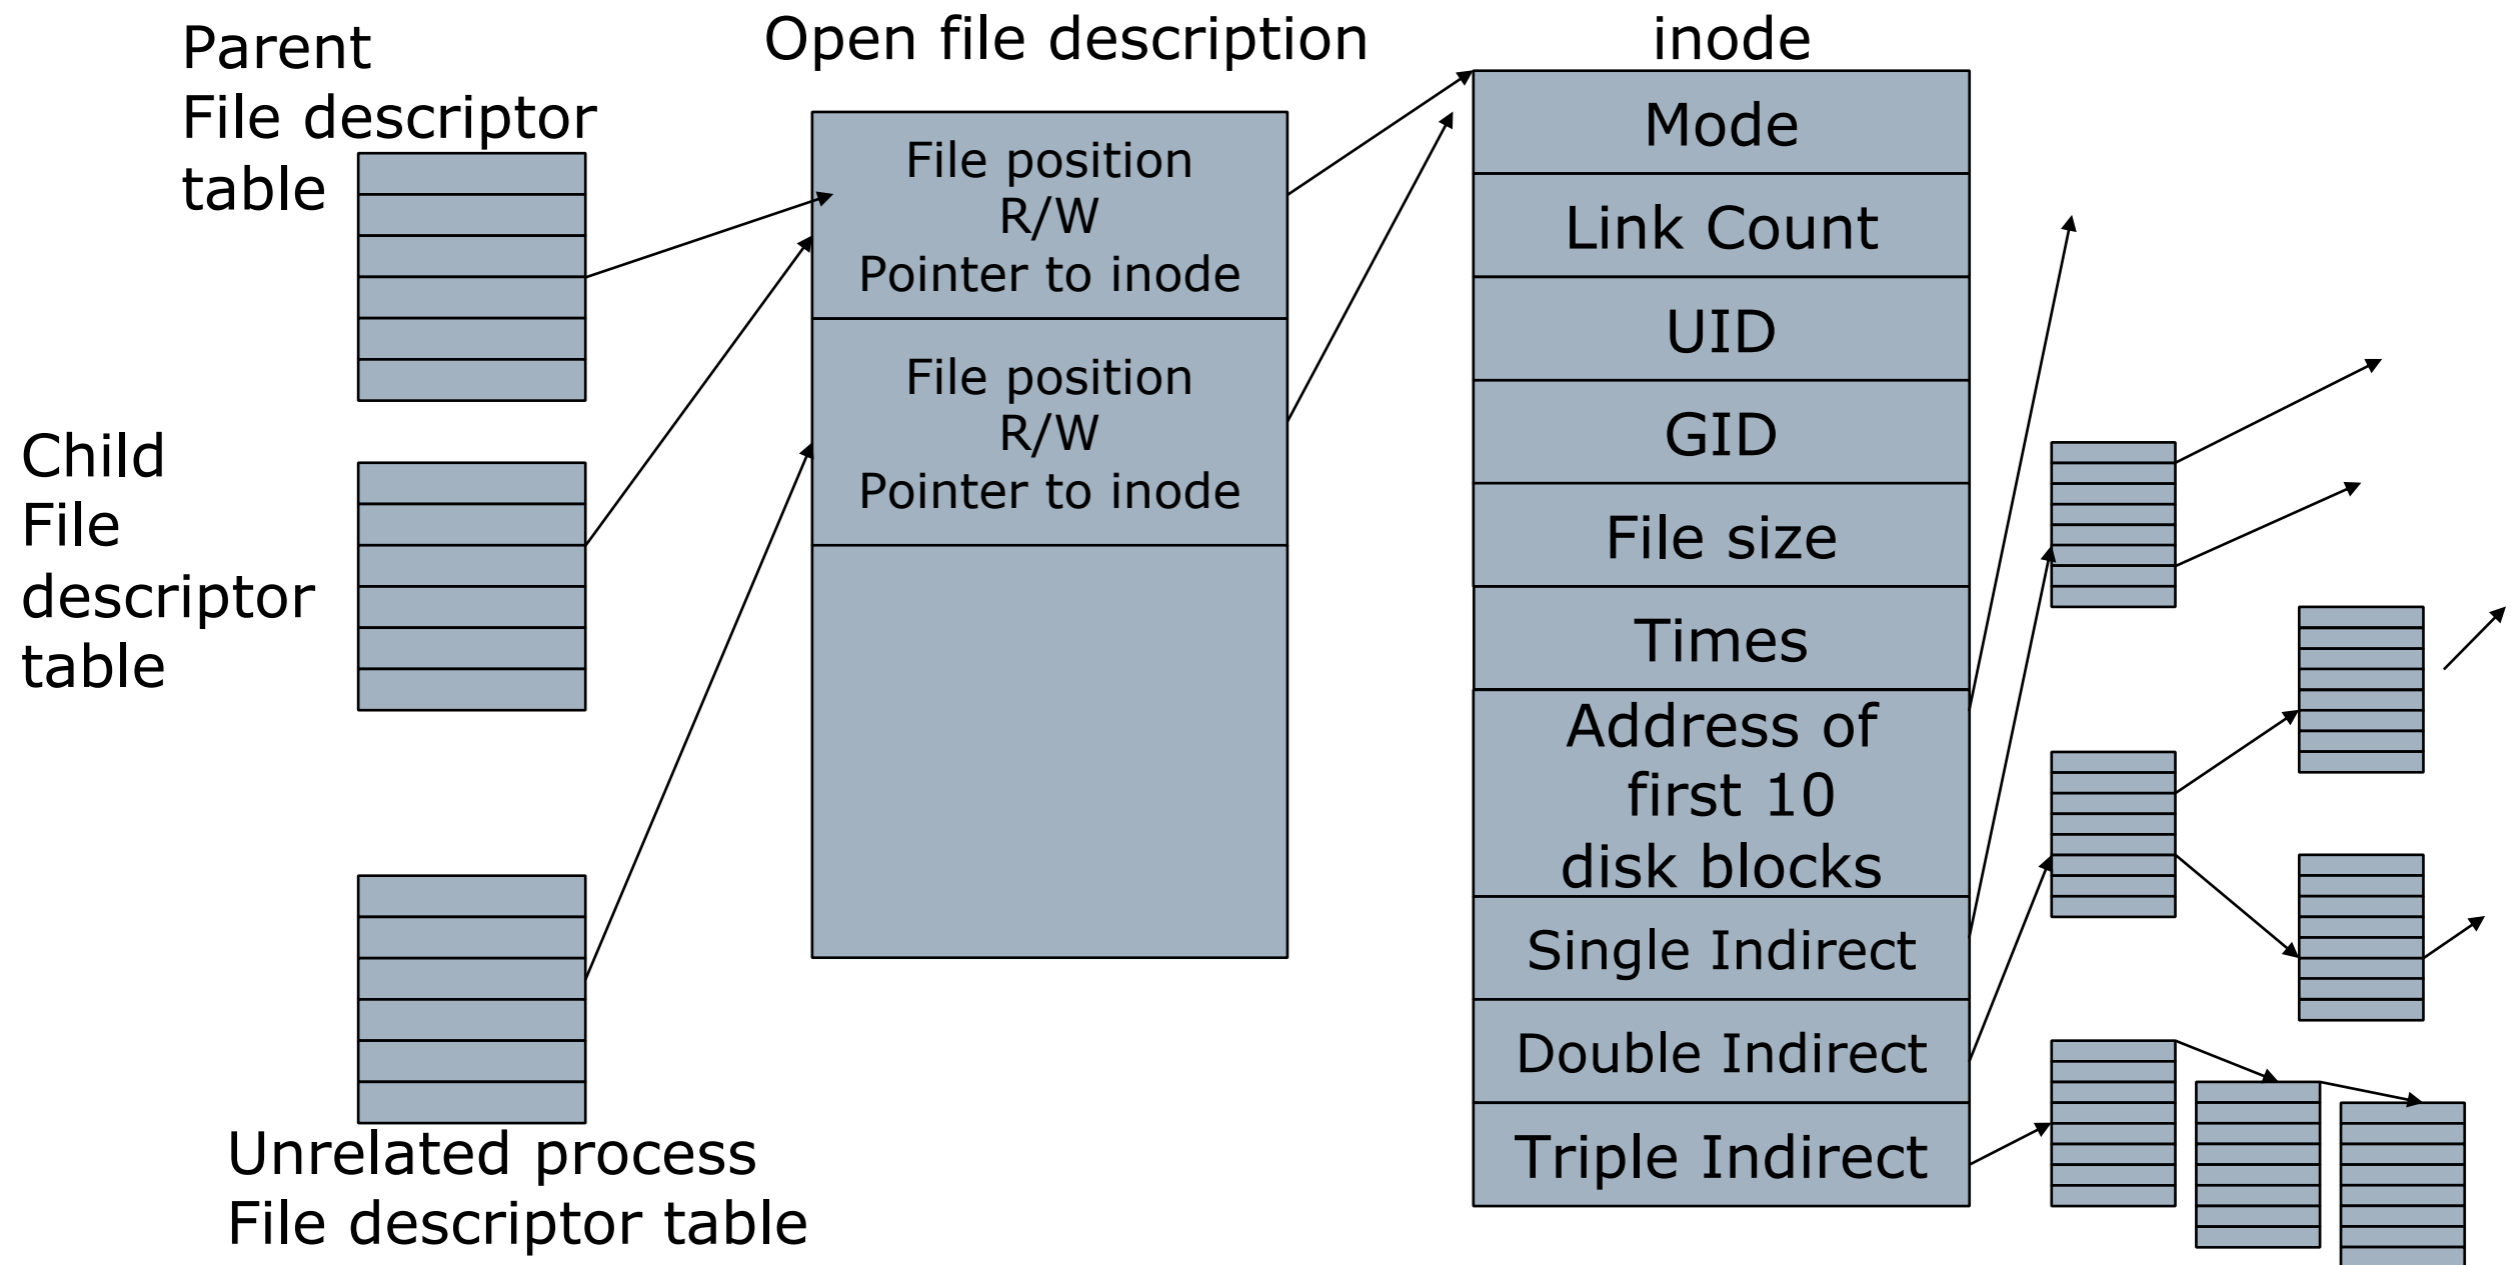 Parent
File descriptor
table
Child
File
descriptor
table
Unrelated process
File descriptor table
Open file description
File position
R/W
Pointer to inode
File position
R/W
Pointer to inode
inode
Mode
Link Count
UID
GID
File size
Times
Address of
first 10
disk blocks
Single Indirect
Double Indirect
Triple Indirect